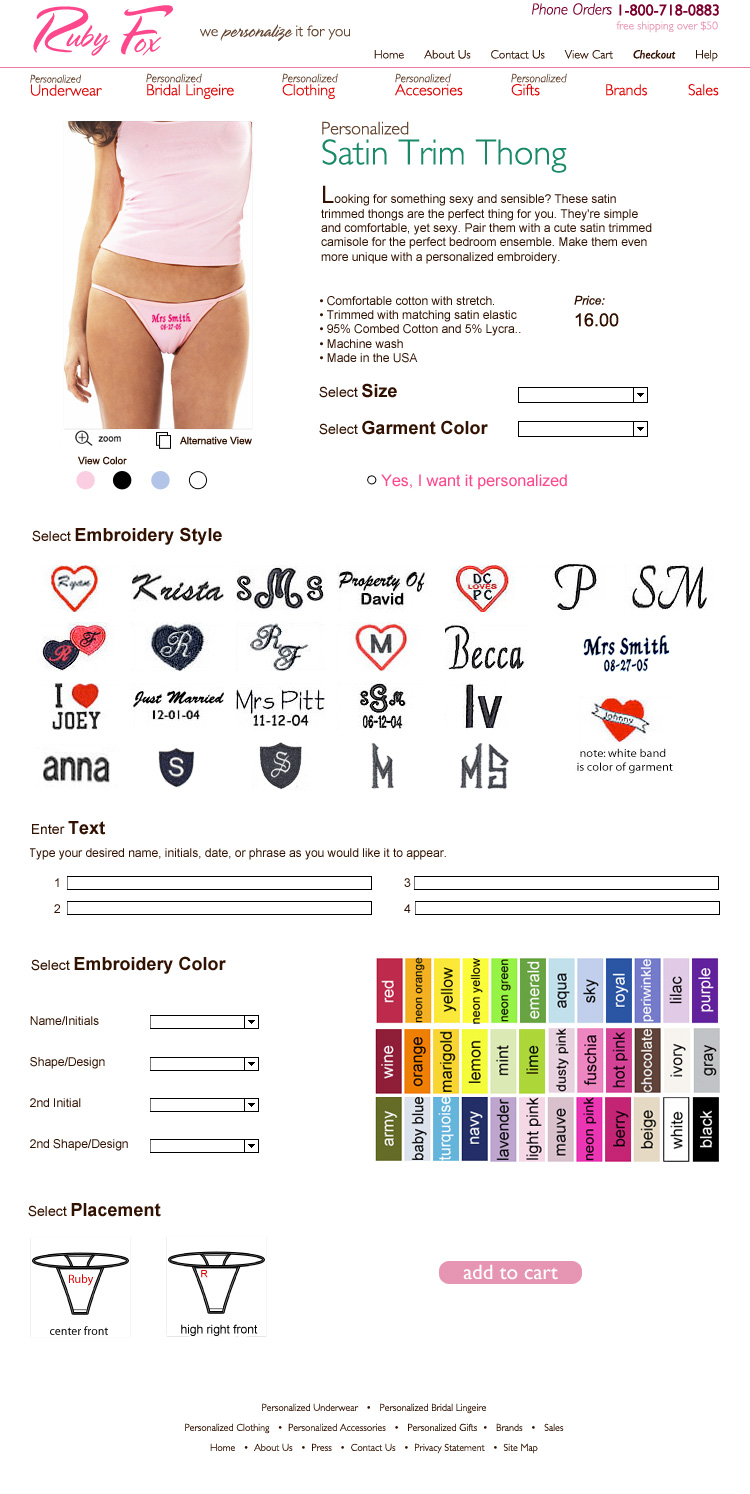 Ruby Fox
we personalize it for you
Phone Orders 1-800-718-0883
free shipping over $50
Home About Us Contact Us View Cart Checkout Help
Personalized Underwear
Personalized Bridal Lingeire
Personalized Clothing
Personalized Accesories
Personalized Gifts
Brands
Sales
Personalized
Satin Trim Thong
Looking for something sexy and sensible? These satin
trimmed thongs are the perfect thing for you. They're simple
and comfortable, yet sexy. Pair them with a cute satin trimmed
camisole for the perfect bedroom ensemble. Make them even
more unique with a personalized embroidery.
• Comfortable cotton with stretch.
• Trimmed with matching satin elastic
• 95% Combed Cotton and 5% Lycra..
• Machine wash
• Made in the USA
Price:
16.00
Mrs Smith
08-27-05
zoom
Alternative View
View Color
Select Size
Select Garment Color
Yes, I want it personalized
Select Embroidery Style
Ryan
Krista
SMS
Property Of
David
DC
LOVES
PC
P
SM
R F
R
R F
M
Becca
Mrs Smith
08-27-05
I
JOEY
Just Married
12-01-04
Mrs Pitt
11-12-04
SGM
06-12-04
Iv
Johnny
note: white band
is color of garment
anna
S
S
M
MS
Enter Text
Type your desired name, initials, date, or phrase as you would like it to appear.
1
3
2
4
Select Embroidery Color
Name/Initials
Shape/Design
2nd Initial
2nd Shape/Design
red neon orange yellow neon yellow neon green emerald aqua sky royal periwinkle lilac purple
wine orange marigold lemon mint lime dusty pink fuschia hot pink chocolate ivory gray
army baby blue turquoise navy lavender light pink mauve neon pink berry beige white black
Select Placement
Ruby
center front
R
high right front
add to cart
Personalized Underwear • Personalized Bridal Lingeire
Personalized Clothing • Personalized Accessories • Personalized Gifts • Brands • Sales
Home • About Us • Press • Contact Us • Privacy Statement • Site Map